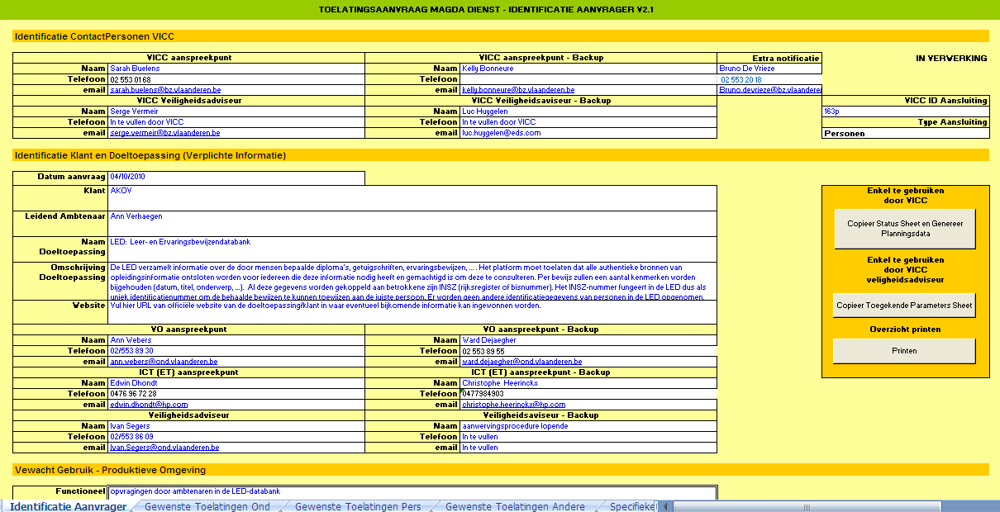 TOELATINGSAANVRAAG MAGDA DIENST - IDENTIFICATIE AANVRAGER V2.1
Identificatie ContactPersonen VICC
VICC aanspreekpunt
VICC aanspreekpunt - Backup
Extra notificatie
IN VERWERKING
Naam Sarah Buelens
Naam Kelly Bonneure
Bruno De Vrieze
Telefoon 02 553 01 68
Telefoon
02 553 20 18
email sarah.buelens@bz.vlaanderen.be
email kelly.bonneure@bz.vlaanderen.be
Bruno.devrieze@bz.vlaanderen
VICC Veiligheidsadviseur
VICC Veiligheidsaviseur - Backup
VICC ID Aansluiting
Naam Serge Vermeir
Naam Luc Huygelen
163p
Telefoon In te vullen door VICC
Telefoon In te vullen door VICC
Type Aansluiting
email serge.vermeir@bz.vlaanderen.be
email luc.huygelen@eds.com
Personen
Identificatie Klant en Doeltoepassing (Verplichte Informatie)
Datum aanvraag 04/10/2010
Klant AKOV
Leidend Ambtenaar Ann Verhaegen
Naam Doeltoepassing LED: Leer- en Ervaringsbewijzendatabank
Omschrijving Doeltoepassing
De LED verzamelt informatie over de door mensen bepaalde diploma's, getuigschriften, ervaringsbewijzen, ... . Het platform moet toelaten dat alle authentieke bronnen van
opleidingsinformatie ontsloten worden voor iedereen die deze informatie nodig heeft en gemachtigd is om deze te consulteren. Per bewijs zullen een aantal kenmerken worden
bijgehouden (datum, titel, onderwerp, ...). Al deze gegevens worden gekoppeld aan betrokkene zijn INSZ (rijksregister of bisnummer). Het INSZ-nummer fungeert in de LED dus als
uniek identificatienummer om de behaalde bewijzen te kunnen toewijzen aan de juiste persoon. Er worden geen andere identificatiegegevens van personen in de LED opgenomen.
Website Vul hier URL van officiële website van de doeltoepassing/klant in waar eventueel bijkomende informatie kan ingewonnen worden.
VO aanspreekpunt
VO aanspreekpunt - Backup
Naam Ann Webers
Naam Ward Dejaegher
Telefoon 02/553 89 30
Telefoon 02 553 89 55
email ann.webers@ond.vlaanderen.be
email ward.dejaegher@ond.vlaanderen.be
ICT (ET) aanspreekpunt
ICT (ET) aanspreekpunt - Backup
Naam Edwin Dhondt
Naam Christophe Heerinckx
Telefoon 0476 96 72 28
Telefoon 0477984903
email edwin.dhondt@hp.com
email christophe.heerinckx@hp.com
Veiligheidsadviseur
Veiligheidsaviseur - Backup
Naam Ivan Segers
Naam aanwervingsprocedure lopende
Telefoon 02/553 86 09
Telefoon In te vullen
email Ivan.Segers@ond.vlaanderen.be
email In te vullen
Enkel te gebruiken
door VICC
Copieer Status Sheet en Genereer
Planningsdata
Enkel te gebruiken
door VICC
veligheidsadviseur
Copieer Toegekende Parameters Sheet
Overzicht printen
Printen
Vewacht Gebruik - Produktieve Omgeving
Functioneel opvragingen door ambtenaren in de LED-databank
Identificatie Aanvrager
Gewenste Toelatingen Ond
Gewenste Toelatingen Pers
Gewenste Toelatingen Andere
Specifieke